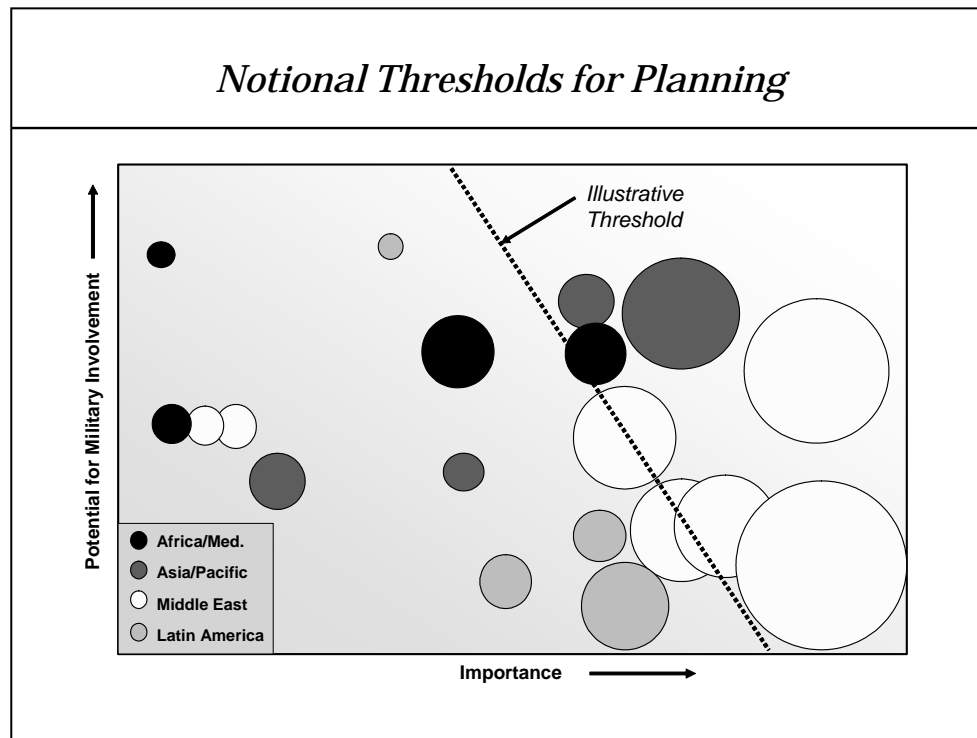 Notional Thresholds for Planning
Illustrative
Threshold
Potential for Military Involvement
Africa/Med.
Asia/Pacific
Middle East
Latin America
Importance